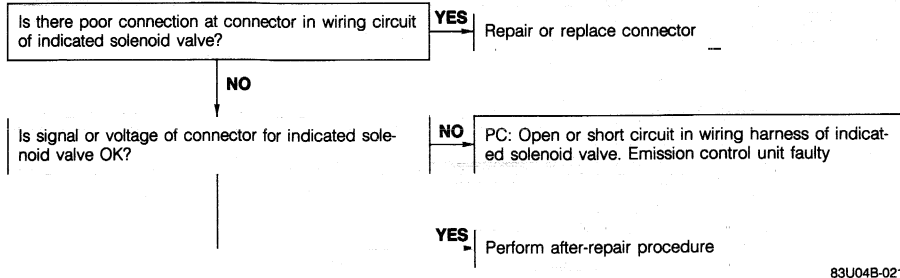 Is there poor connection at connector in wiring circuit
of indicated solenoid valve?
YES
Repair or replace connector
NO
Is signal or voltage of connector for indicated sole-
noid valve OK?
NO
PC: Open or short circuit in wiring harness of indicat-
ed solenoid valve. Emission control unit faulty
YES
Perform after-repair procedure
83U04B-02